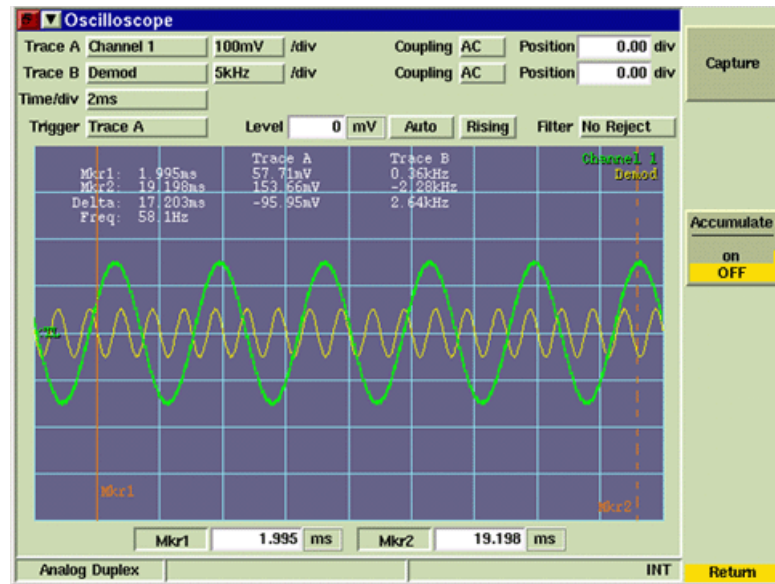 Oscilloscope
Trace A Channel 1 100mV /div Coupling AC Position 0.00 div
Trace B Demod 5kHz /div Coupling AC Position 0.00 div
Time/div 2ms
Trigger Trace A Level 0 mV Auto Rising Filter No Reject
Trace A Trace B Channel 1
Mkr1: 1.995ms 57.71mV 0.36kHz Demod
Mkr2: 19.198ms 153.66mV -2.28kHz
Delta: 17.203ms -95.95mV 2.64kHz
Freq: 58.1Hz
Mkr1
Mkr2
Mkr1 1.995 ms Mkr2 19.198 ms
Analog Duplex INT
Capture
Accumulate
on
OFF
Return